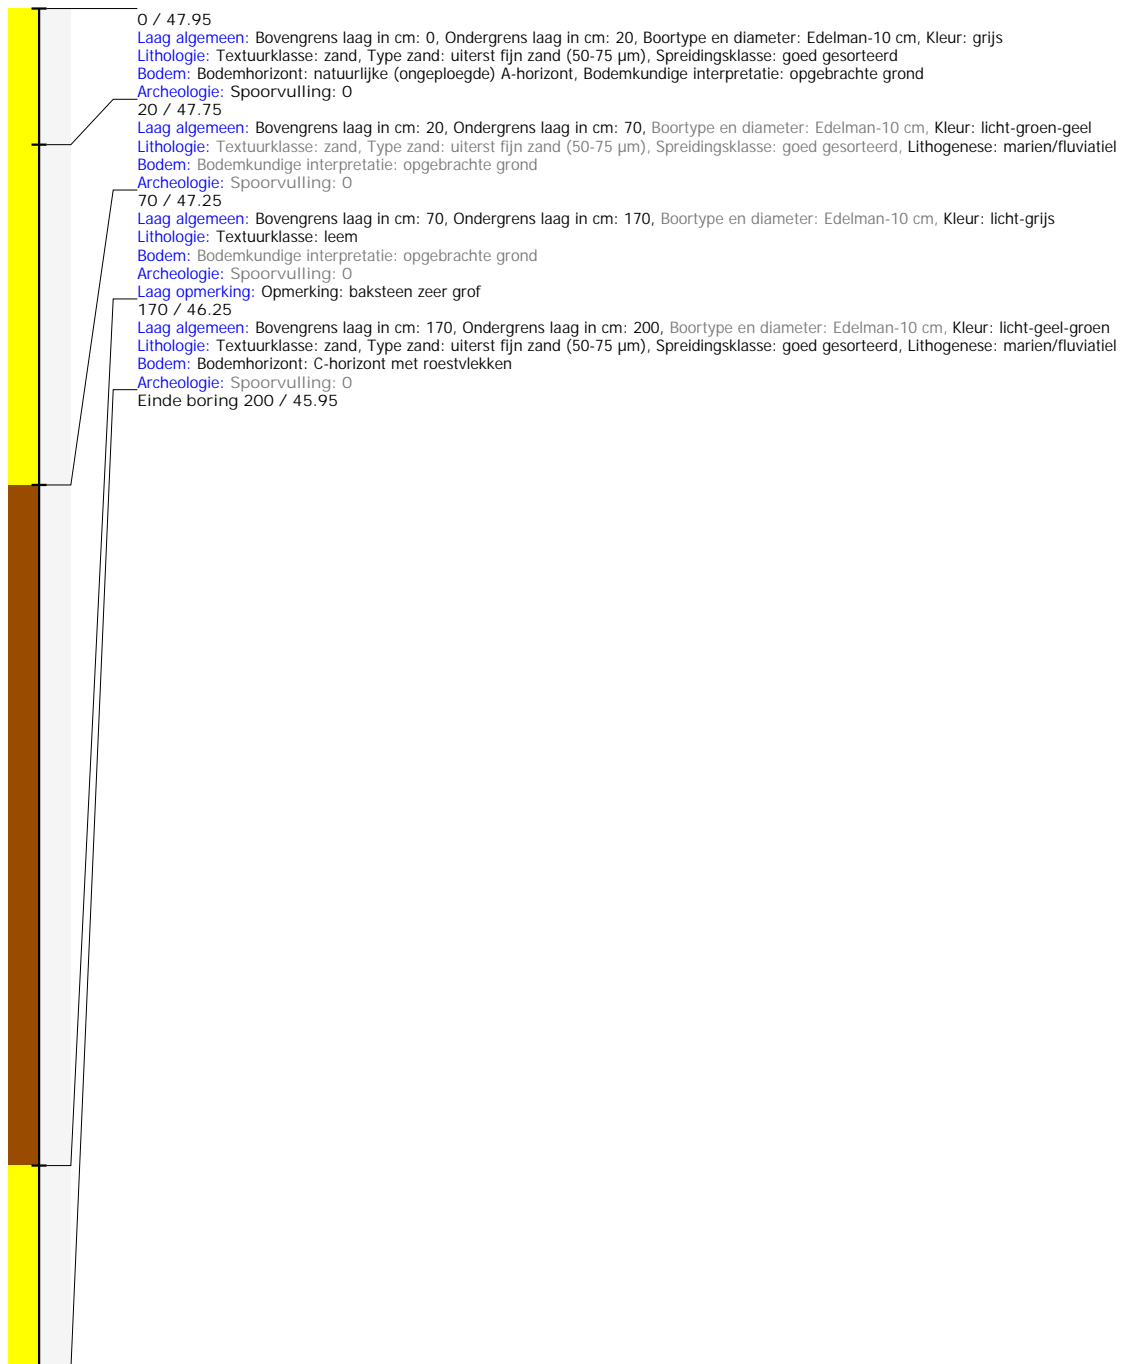 0 / 47.95
Laag algemeen: Bovengrens laag in cm: 0, Ondergrens laag in cm: 20, Boortype en diameter: Edelman-10 cm, Kleur: grijs
Lithologie: Textuurklasse: zand, Type zand: uiterst fijn zand (50-75 µm), Spreidingsklasse: goed gesorteerd
Bodem: Bodemhorizont: natuurlijke (ongeploegde) A-horizont, Bodemkundige interpretatie: opgebrachte grond
Archeologie: Spoorvulling: 0
20 / 47.75
Laag algemeen: Bovengrens laag in cm: 20, Ondergrens laag in cm: 70, Boortype en diameter: Edelman-10 cm, Kleur: licht-groen-geel
Lithologie: Textuurklasse: zand, Type zand: uiterst fijn zand (50-75 µm), Spreidingsklasse: goed gesorteerd, Lithogenese: marien/fluviatiel
Bodem: Bodemkundige interpretatie: opgebrachte grond
Archeologie: Spoorvulling: 0
70 / 47.25
Laag algemeen: Bovengrens laag in cm: 70, Ondergrens laag in cm: 170, Boortype en diameter: Edelman-10 cm, Kleur: licht-grijs
Lithologie: Textuurklasse: leem
Bodem: Bodemkundige interpretatie: opgebrachte grond
Archeologie: Spoorvulling: 0
Laag opmerking: Opmerking: baksteen zeer grof
170 / 46.25
Laag algemeen: Bovengrens laag in cm: 170, Ondergrens laag in cm: 200, Boortype en diameter: Edelman-10 cm, Kleur: licht-geel-groen
Lithologie: Textuurklasse: zand, Type zand: uiterst fijn zand (50-75 µm), Spreidingsklasse: goed gesorteerd, Lithogenese: marien/fluviatiel
Bodem: Bodemhorizont: C-horizont met roestvlekken
Archeologie: Spoorvulling: 0
Einde boring 200 / 45.95